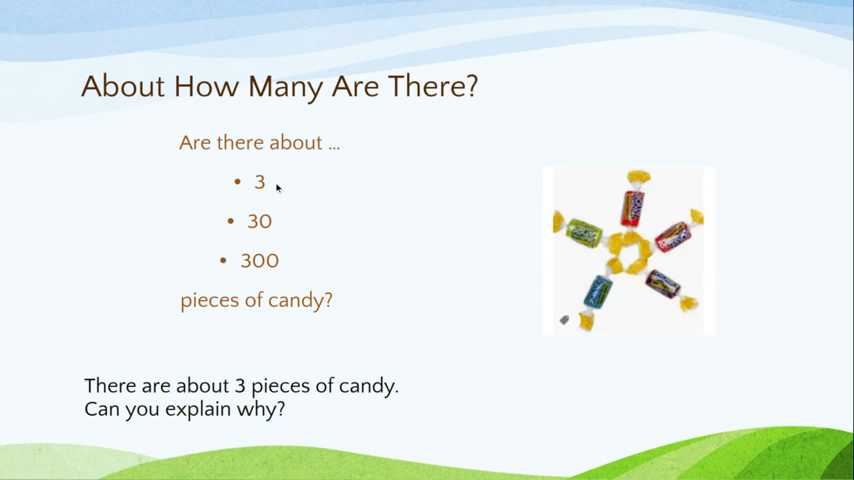 About How Many Are There?
Are there about ...
• 3
• 30
• 300
pieces of candy?
There are about 3 pieces of candy.
Can you explain why?